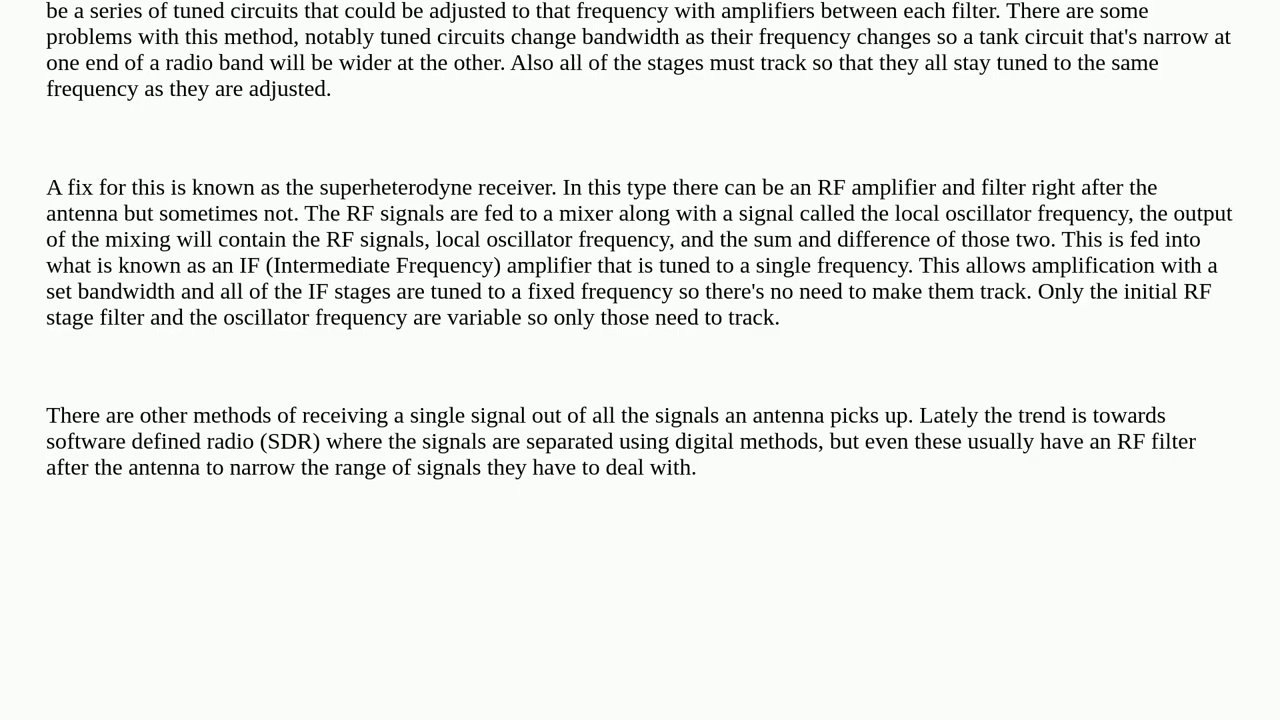 be a series of tuned circuits that could be adjusted to that frequency with amplifiers between each filter. There are some
problems with this method, notably tuned circuits change bandwidth as their frequency changes so a tank circuit that's narrow at
one end of a radio band will be wider at the other. Also all of the stages must track so that they all stay tuned to the same
frequency as they are adjusted.
A fix for this is known as the superheterodyne receiver. In this type there can be an RF amplifier and filter right after the
antenna but sometimes not. The RF signals are fed to a mixer along with a signal called the local oscillator frequency, the output
of the mixing will contain the RF signals, local oscillator frequency, and the sum and difference of those two. This is fed into
what is known as an IF (Intermediate Frequency) amplifier that is tuned to a single frequency. This allows amplification with a
set bandwidth and all of the IF stages are tuned to a fixed frequency so there's no need to make them track. Only the initial RF
stage filter and the oscillator frequency are variable so only those need to track.
There are other methods of receiving a single signal out of all the signals an antenna picks up. Lately the trend is towards
software defined radio (SDR) where the signals are separated using digital methods, but even these usually have an RF filter
after the antenna to narrow the range of signals they have to deal with.